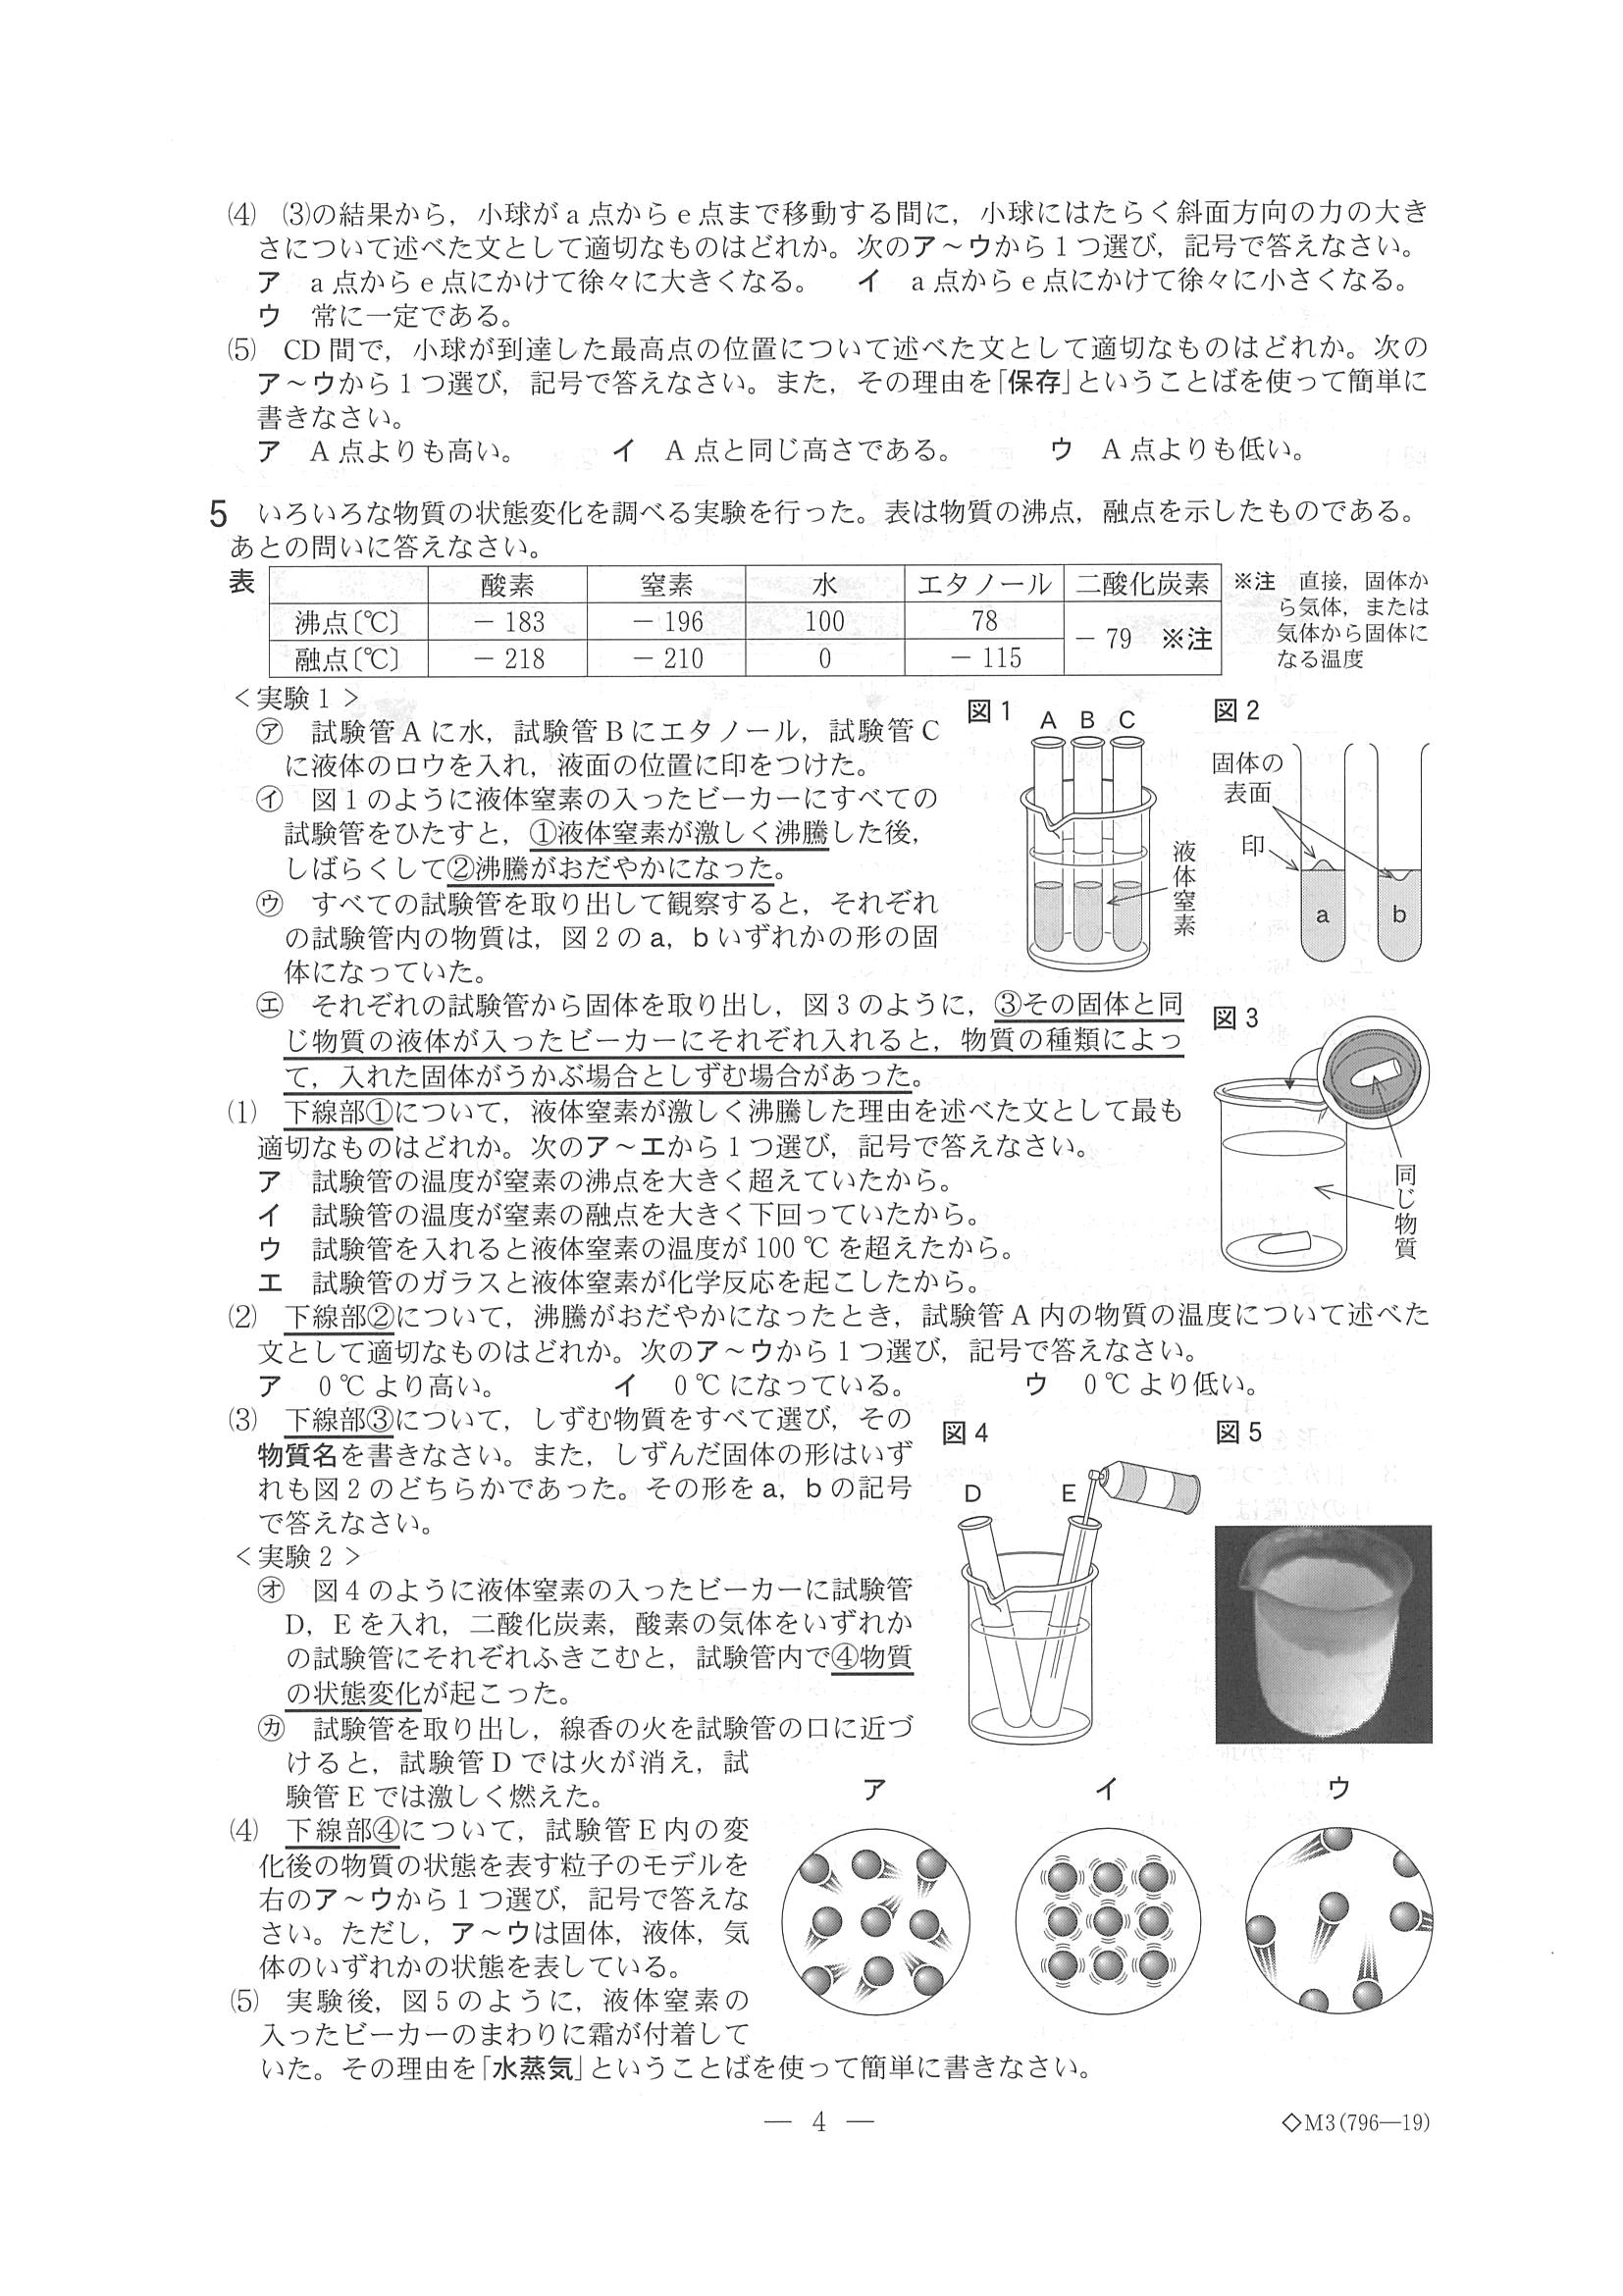 ⑷　⑶の結果から，小球がa点からe点まで移動する間に，小球にはたらく斜面方向の力の大き
さについて述べた文として適切なものはどれか。次のア～ウから1つ選び，記号で答えなさい。
ア　a点からe点にかけて徐々に大きくなる。　イ　a点からe点にかけて徐々に小さくなる。
ウ　常に一定である。
⑸　CD間で，小球が到達した最高点の位置について述べた文として適切なものはどれか。次の
ア～ウから1つ選び，記号で答えなさい。また，その理由を「保存」ということばを使って簡単に
書きなさい。
ア　A点よりも高い。　イ　A点と同じ高さである。　ウ　A点よりも低い。
5　いろいろな物質の状態変化を調べる実験を行った。表は物質の沸点，融点を示したものである。
あとの問いに答えなさい。
表　酸素　窒素　水　エタノール　二酸化炭素
沸点〔℃〕　－183　－196　100　78　－79　※注
融点〔℃〕　－218　－210　0　－115
※注　直接，固体か
ら気体，または
気体から固体に
なる温度
＜実験1＞
㋐　試験管Aに水，試験管Bにエタノール，試験管C
に液体のロウを入れ，液面の位置に印をつけた。
㋑　図1のように液体窒素の入ったビーカーにすべての
試験管をひたすと，①液体窒素が激しく沸騰した後，
しばらくして②沸騰がおだやかになった。
㋒　すべての試験管を取り出して観察すると，それぞれ
の試験管内の物質は，図2のa，bいずれかの形の固
体になっていた。
㋓　それぞれの試験管から固体を取り出し，図3のように，③その固体と同
じ物質の液体が入ったビーカーにそれぞれ入れると，物質の種類によっ
て，入れた固体がうかぶ場合としずむ場合があった。
図1
A　B　C
液体窒素
図2
固体の
表面
印
a　b
図3
同じ物質
⑴　下線部①について，液体窒素が激しく沸騰した理由を述べた文として最も
適切なものはどれか。次のア～エから1つ選び，記号で答えなさい。
ア　試験管の温度が窒素の沸点を大きく超えていたから。
イ　試験管の温度が窒素の融点を大きく下回っていたから。
ウ　試験管を入れると液体窒素の温度が100℃を超えたから。
エ　試験管のガラスと液体窒素が化学反応を起こしたから。
⑵　下線部②について，沸騰がおだやかになったとき，試験管A内の物質の温度について述べた
文として適切なものはどれか。次のア～ウから1つ選び，記号で答えなさい。
ア　0℃より高い。　イ　0℃になっている。　ウ　0℃より低い。
⑶　下線部③について，しずむ物質をすべて選び，その
物質名を書きなさい。また，しずんだ固体の形はいず
れも図2のどちらかであった。その形をa，bの記号
で答えなさい。
＜実験2＞
㋔　図4のように液体窒素の入ったビーカーに試験管
D，Eを入れ，二酸化炭素，酸素の気体をいずれか
の試験管にそれぞれふきこむと，試験管内で④物質
の状態変化が起こった。
㋕　試験管を取り出し，線香の火を試験管の口に近づ
けると，試験管Dでは火が消え，試
験管Eでは激しく燃えた。
図4
D　E
図5
⑷　下線部④について，試験管E内の変
化後の物質の状態を表す粒子のモデルを
右のア～ウから1つ選び，記号で答えな
さい。ただし，ア～ウは固体，液体，気
体のいずれかの状態を表している。
ア　イ　ウ
⑸　実験後，図5のように，液体窒素の
入ったビーカーのまわりに霜が付着して
いた。その理由を「水蒸気」ということばを使って簡単に書きなさい。
― 4 ―
◇M3(796―19)